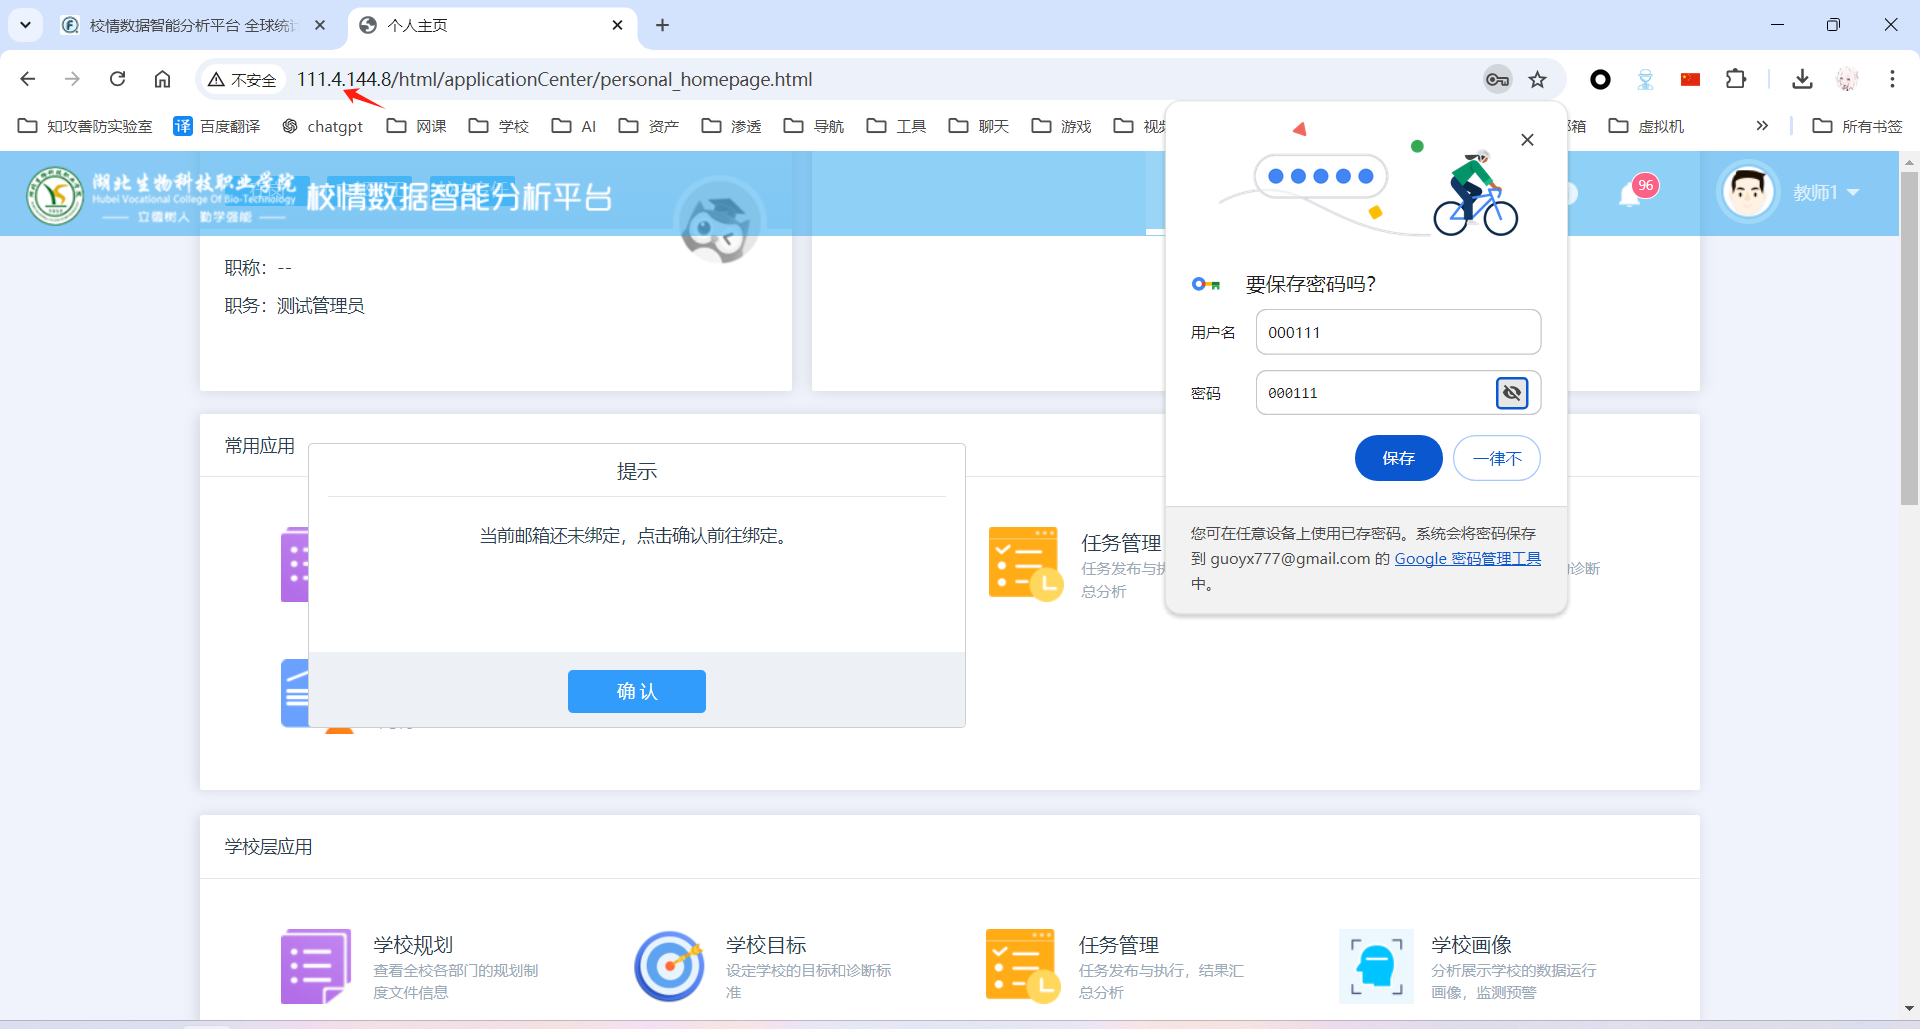 校情数据智能分析平台 全球统计
个人主页
不安全
111.4.144.8/html/applicationCenter/personal_homepage.html
知攻善防实验室
译 百度翻译
chatgpt
网课
学校
AI
资产
渗透
导航
工具
聊天
游戏
视频
虚拟机
所有书签
湖北生物科技职业学院
Hubei Vocational College Of Bio-Technology
立德树人 勤学强能
校情数据智能分析平台
96
教师1
职称：--
职务：测试管理员
要保存密码吗？
用户名
000111
密码
000111
保存
一律不
您可在任意设备上使用已存密码。系统会将密码保存
到 guoyx777@gmail.com 的 Google 密码管理工具
中。
常用应用
提示
当前邮箱还未绑定，点击确认前往绑定。
确 认
任务管理
任务发布与执
总分析
诊断
学校层应用
学校规划
查看全校各部门的规划制
度文件信息
学校目标
设定学校的目标和诊断标
准
任务管理
任务发布与执行，结果汇
总分析
学校画像
分析展示学校的数据运行
画像，监测预警